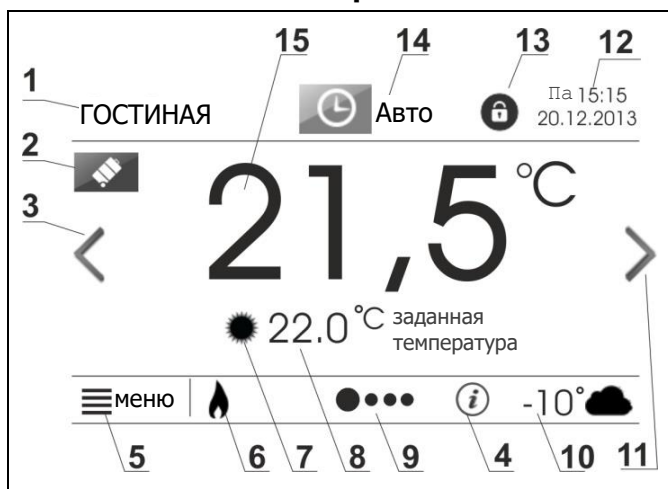 15 14 13 12
1 ГОСТИНАЯ Авто Па 15:15
20.12.2013
2
3
21,5 °C
22.0 °C заданная
температура
меню i -10°
5 6 7 8 9 4 10 11